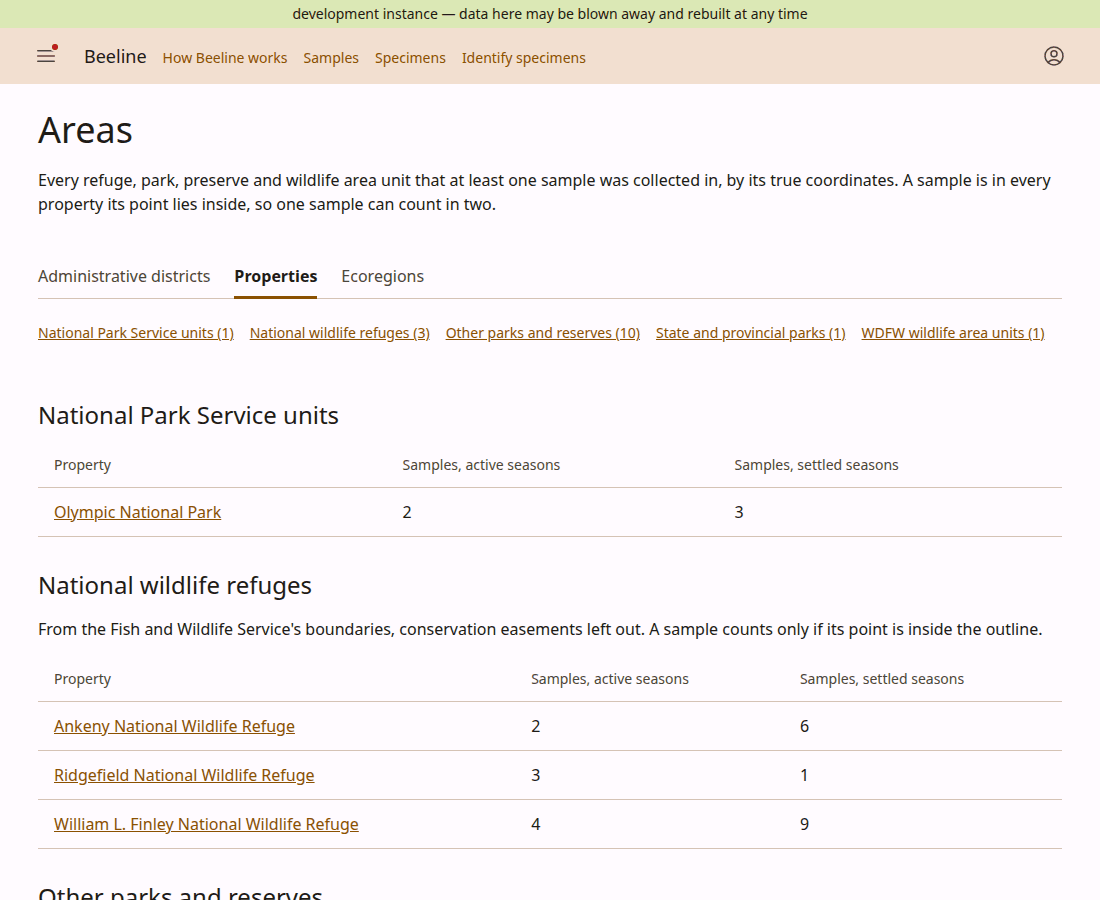 development instance — data here may be blown away and rebuilt at any time
Beeline How Beeline works Samples Specimens Identify specimens
Areas
Every refuge, park, preserve and wildlife area unit that at least one sample was collected in, by its true coordinates. A sample is in every
property its point lies inside, so one sample can count in two.
Administrative districts Properties Ecoregions
National Park Service units (1) National wildlife refuges (3) Other parks and reserves (10) State and provincial parks (1) WDFW wildlife area units (1)
National Park Service units
Property Samples, active seasons Samples, settled seasons
Olympic National Park 2 3
National wildlife refuges
From the Fish and Wildlife Service's boundaries, conservation easements left out. A sample counts only if its point is inside the outline.
Property Samples, active seasons Samples, settled seasons
Ankeny National Wildlife Refuge 2 6
Ridgefield National Wildlife Refuge 3 1
William L. Finley National Wildlife Refuge 4 9
Other parks and reserves